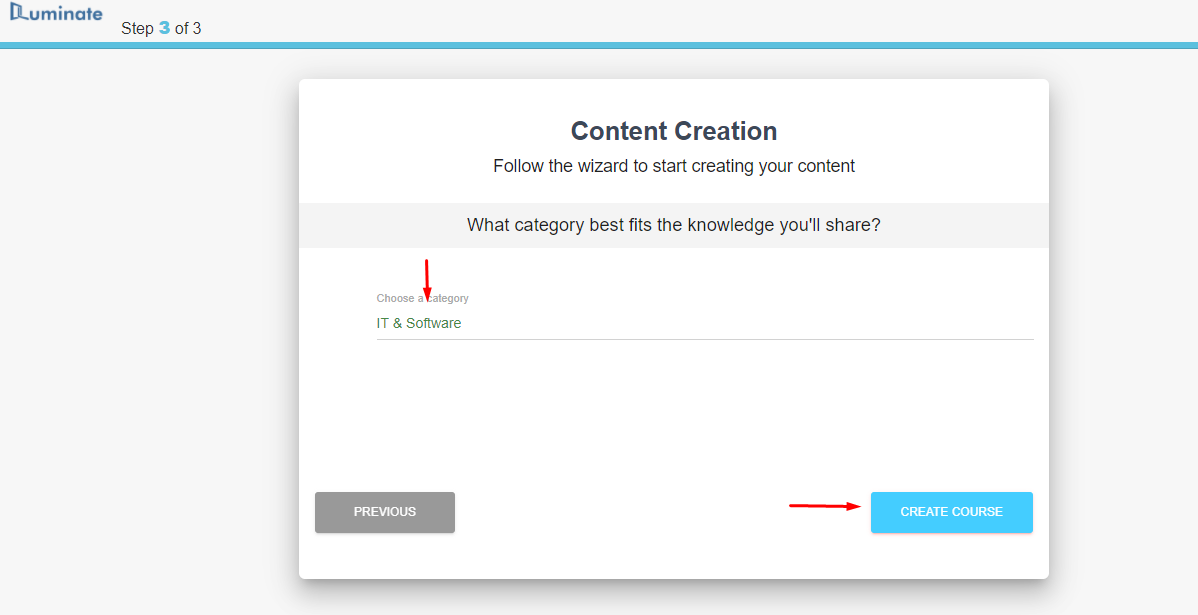 iLuminate
Step 3 of 3
Content Creation
Follow the wizard to start creating your content
What category best fits the knowledge you'll share?
Choose a category
IT & Software
PREVIOUS
CREATE COURSE